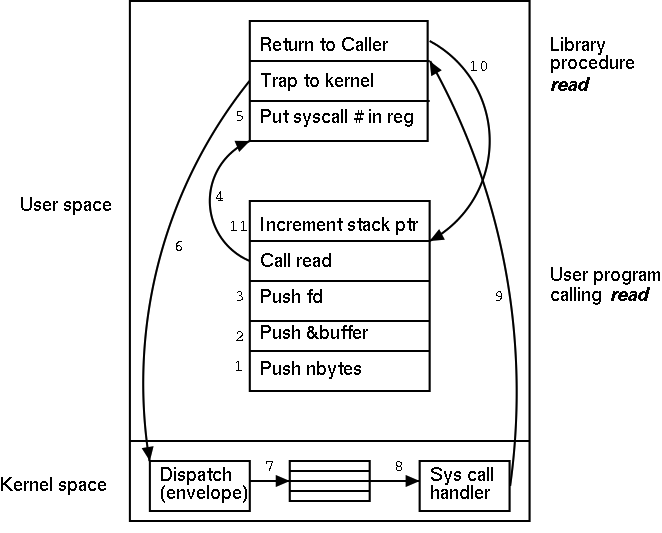 Return to Caller
10
Library
procedure
read
Trap to kernel
5
Put syscall # in reg
4
User space
11
Increment stack ptr
6
Call read
User program
calling read
3
Push fd
9
2
Push &buffer
1
Push nbytes
Kernel space
Dispatch
(envelope)
7
8
Sys call
handler